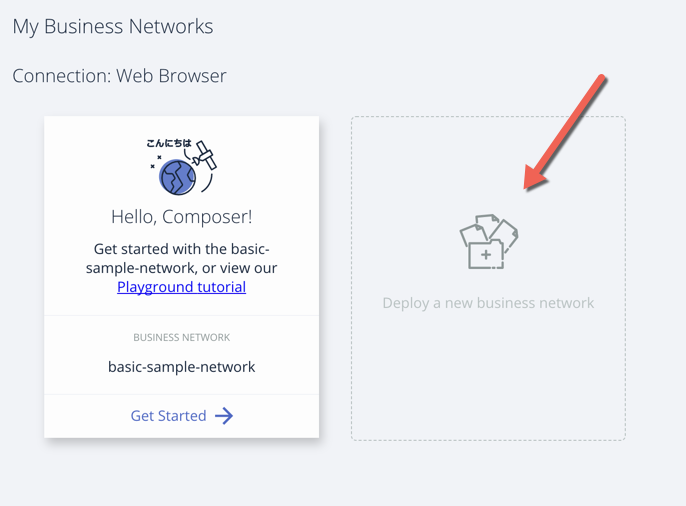 My Business Networks
Connection: Web Browser
こんにちは
Hello, Composer!
Get started with the basic-
sample-network, or view our
Playground tutorial
BUSINESS NETWORK
basic-sample-network
Get Started
Deploy a new business network